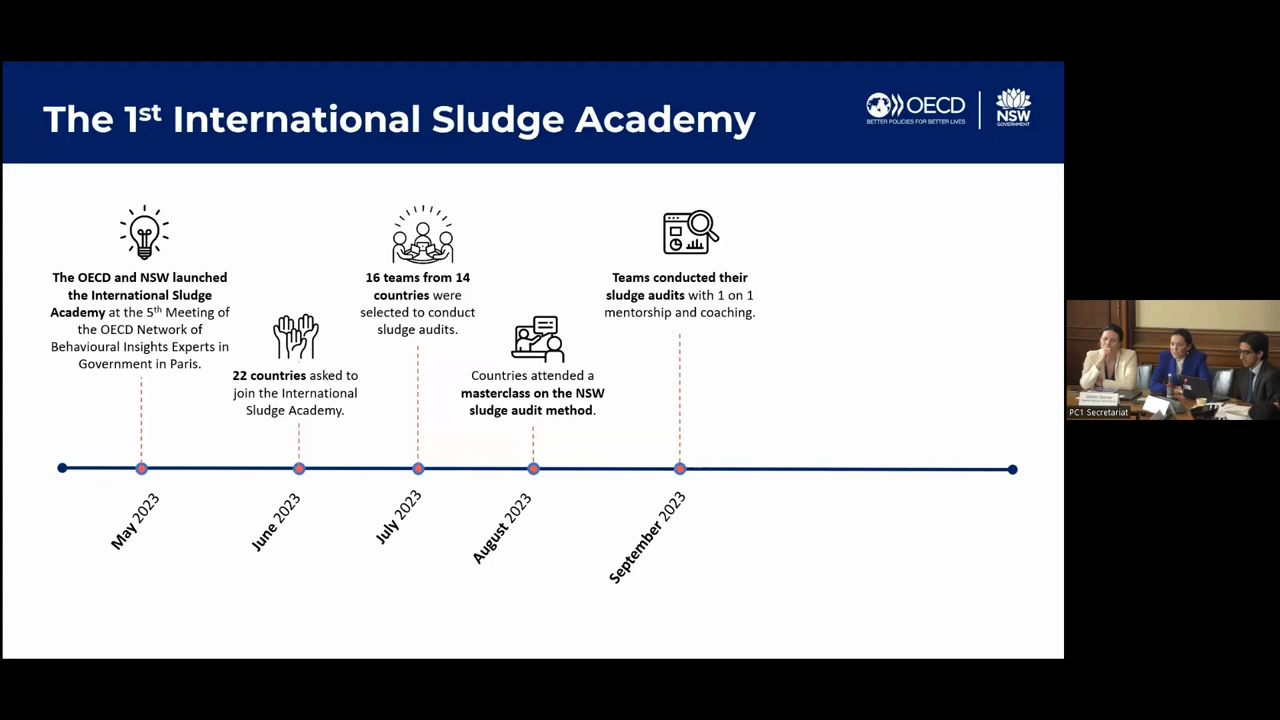 The 1st International Sludge Academy
OECD
BETTER POLICIES FOR BETTER LIVES
NSW
GOVERNMENT
The OECD and NSW launched
the International Sludge
Academy at the 5th Meeting of
the OECD Network of
Behavioural Insights Experts in
Government in Paris.
22 countries asked to
join the International
Sludge Academy.
16 teams from 14
countries were
selected to conduct
sludge audits.
Countries attended a
masterclass on the NSW
sludge audit method.
Teams conducted their
sludge audits with 1 on 1
mentorship and coaching.
May 2023
June 2023
July 2023
August 2023
September 2023
PC1 Secretariat